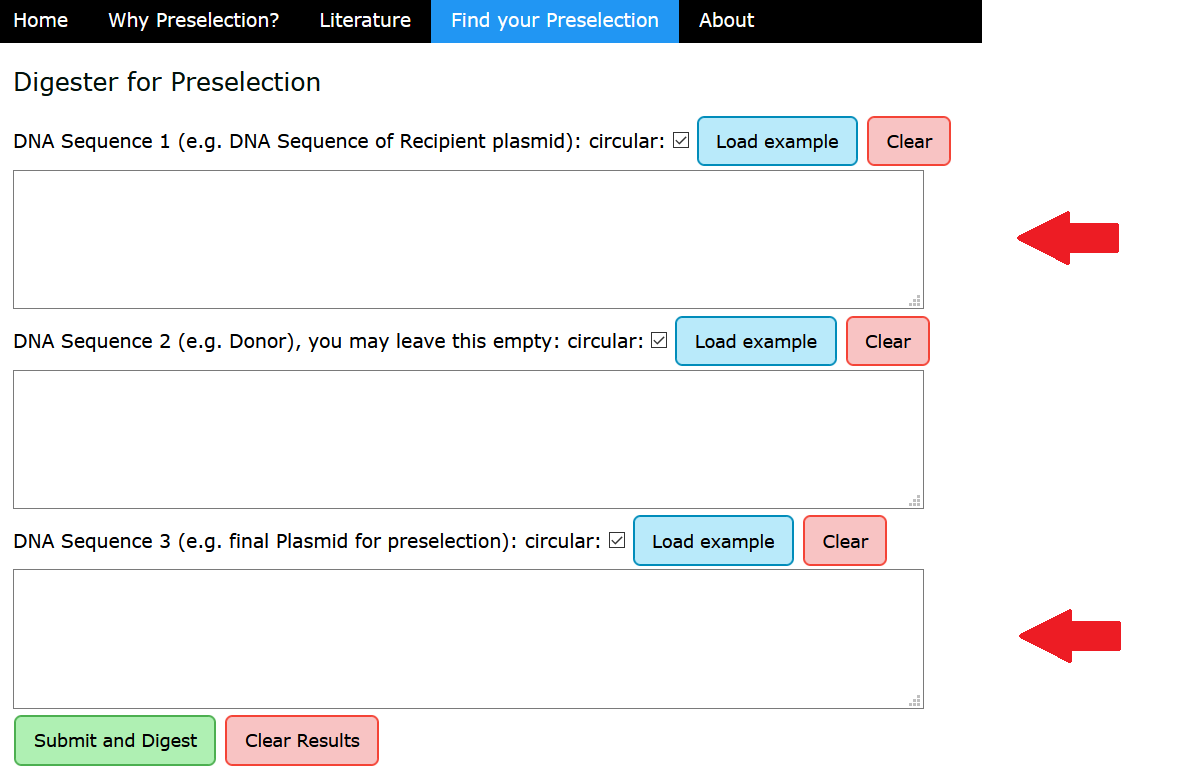 Home Why Preselection? Literature Find your Preselection About
Digester for Preselection
DNA Sequence 1 (e.g. DNA Sequence of Recipient plasmid): circular: Load example Clear
DNA Sequence 2 (e.g. Donor), you may leave this empty: circular: Load example Clear
DNA Sequence 3 (e.g. final Plasmid for preselection): circular: Load example Clear
Submit and Digest Clear Results